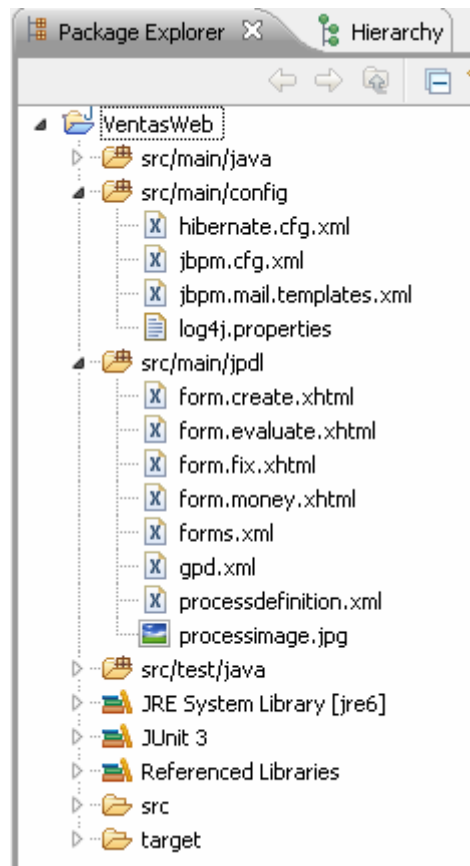 Package Explorer Hierarchy
VentasWeb
src/main/java
src/main/config
hibernate.cfg.xml
jbpm.cfg.xml
jbpm.mail.templates.xml
log4j.properties
src/main/jpdl
form.create.xhtml
form.evaluate.xhtml
form.fix.xhtml
form.money.xhtml
forms.xml
gpd.xml
processdefinition.xml
processimage.jpg
src/test/java
JRE System Library [jre6]
JUnit 3
Referenced Libraries
src
target